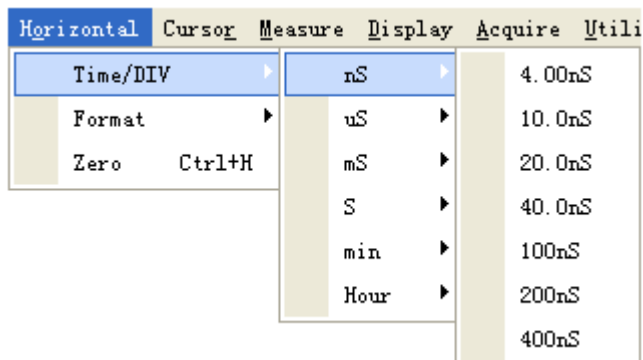 Horizontal Cursor Measure Display Acquire Utili
Time/DIV nS 4.00nS
Format uS 10.0nS
Zero Ctrl+H mS 20.0nS
S 40.0nS
min 100nS
Hour 200nS
400nS